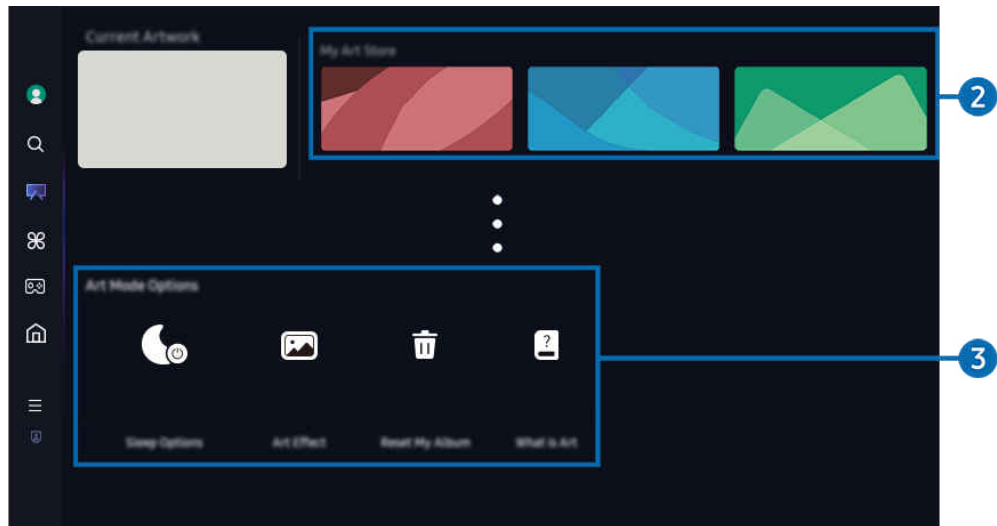 Current Artwork
My Art Store
2
Art Mode Options
3
Sleep Options
Art Effect
Reset My Album
What is Art